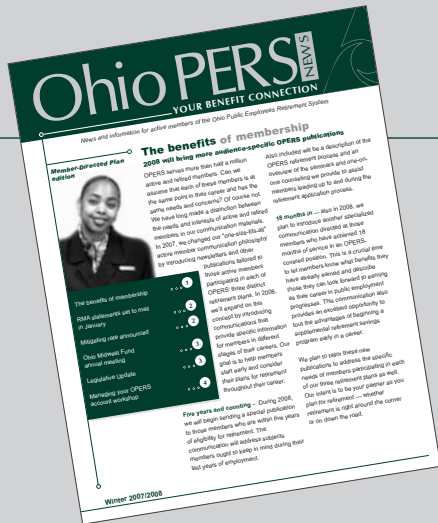 Ohio PERS
NEWS
YOUR BENEFIT CONNECTION
News and information for active members of the Ohio Public Employees Retirement System
Member-Directed Plan
edition
The benefits of membership
2008 will bring more audience-specific OPERS publications
OPERS serves more than half a million
active and retired members. Can we
assume that each of these members is at
the same point in their career and has the
same needs and concerns? Of course not.
We have long made a distinction between
the needs and interests of active and retired
members in our communication materials.
In 2007, we changed our "one-size-fits-all"
active member communication philosophy
by introducing newsletters and other
publications tailored to
those active members
participating in each of
OPERS' three distinct
retirement plans. In 2008,
we'll expand on this
concept by introducing
communications that
provide specific information
for members in different
stages of their careers. Our
goal is to help members
start early and consider
their plans for retirement
throughout their career.
Five years and counting – During 2008,
we will begin sending a special publication
to those members who are within five years
of eligibility for retirement. The
communication will address subjects
members ought to keep in mind during their
last years of employment.
Also included will be a description of the
OPERS retirement process and an
overview of the seminars and one-on-
one counseling we provide to assist
members leading up to and during the
retirement application process.
18 months in — also in 2008, we
plan to introduce another specialized
communication directed at those
members who have achieved 18
months of service in an OPERS-
covered position. This is a crucial time
to let members know what benefits they
have already earned and describe
those they can look forward to earning
as their career in public employment
progresses. This communication also
provides an excellent opportunity to
tout the advantages of beginning a
supplemental retirement savings
program early in a career.
We plan to tailor these new
publications to address the specific
needs of members participating in each
of our three retirement plans as well.
Our intent is to be your partner as you
plan for retirement — whether
retirement is right around the corner
or on down the road.
The benefits of membership 1
RMA statements set to mail
in January 2
Mitigating rate announced 2
Ohio Midwest Fund
annual meeting 3
Legislative Update 3
Managing your OPERS
account workshop 4
Winter 2007/2008